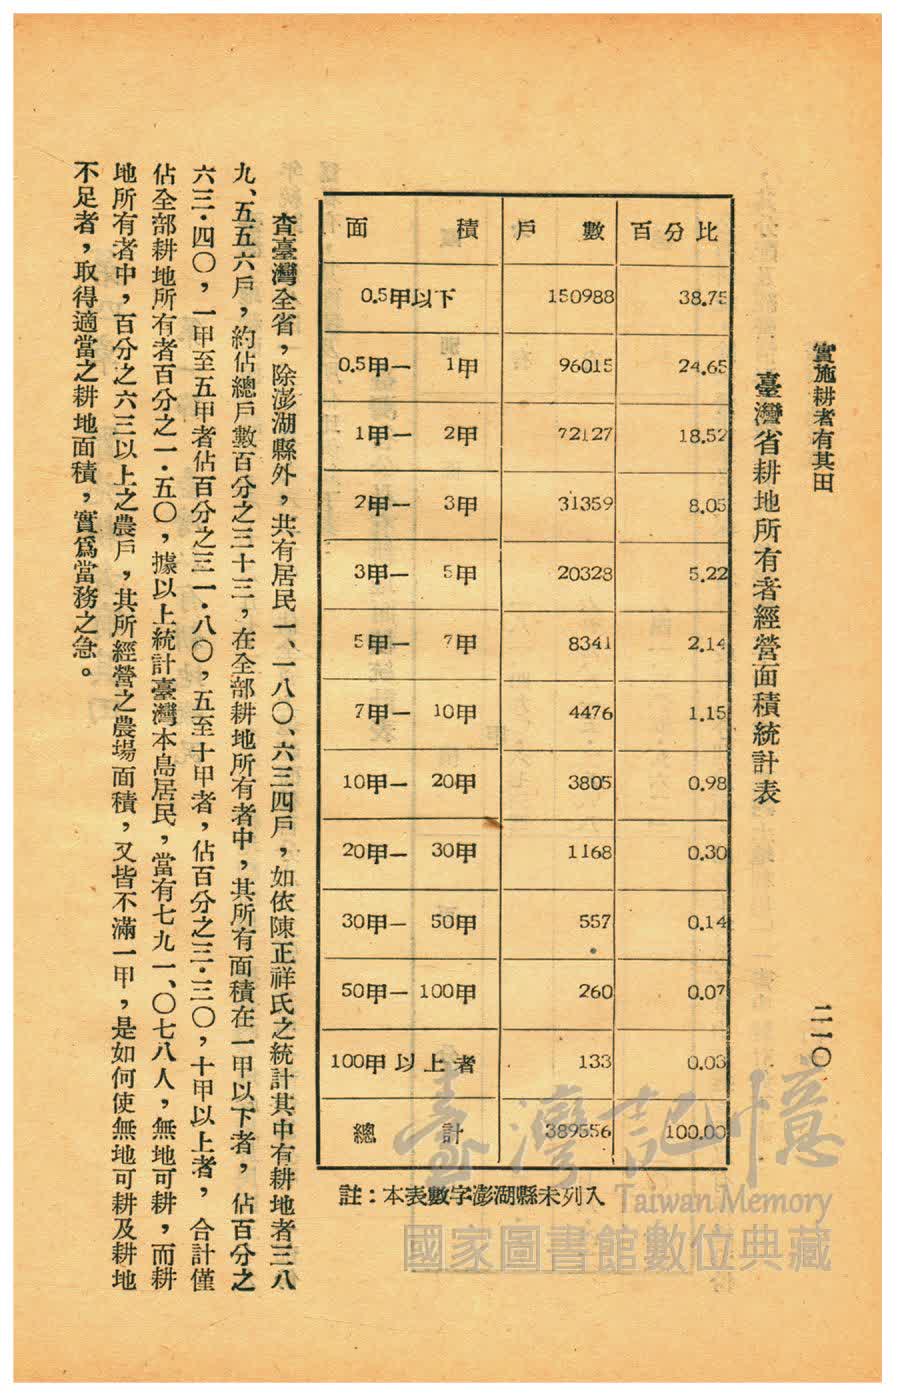 實施耕者有其田
二一〇
臺灣省耕地所有者經營面積統計表
面積 戶數 百分比
0.5甲以下 150988 38.75
0.5甲— 1甲 96015 24.65
1甲— 2甲 72127 18.52
2甲— 3甲 31359 8.05
3甲— 5甲 20328 5.22
5甲— 7甲 8341 2.14
7甲— 10甲 4476 1.15
10甲— 20甲 3805 0.98
20甲— 30甲 1168 0.30
30甲— 50甲 557 0.14
50甲— 100甲 260 0.07
100甲以上者 133 0.03
總計 389556 100.00
註：本表數字澎湖縣未列入
查臺灣全省，除澎湖縣外，共有居民一、一八〇、六三四戶，如依陳正祥氏之統計其中有耕地者三八
九、五五六戶，約佔總戶數百分之三十三，在全部耕地所有者中，其所有面積在一甲以下者，佔百分之
六三·四〇，一甲至五甲者佔百分之三一·八〇，五至十甲者，佔百分之三·三〇，十甲以上者，合計僅
佔全部耕地所有者百分之一·五〇，據以上統計臺灣本島居民，當有七九一、〇七八人，無地可耕，而耕
地所有者中，百分之六三以上之農戶，其所經營之農場面積，又皆不滿一甲，是如何使無地可耕及耕地
不足者，取得適當之耕地面積，實爲當務之急。
臺灣記憶
Taiwan Memory
國家圖書館數位典藏